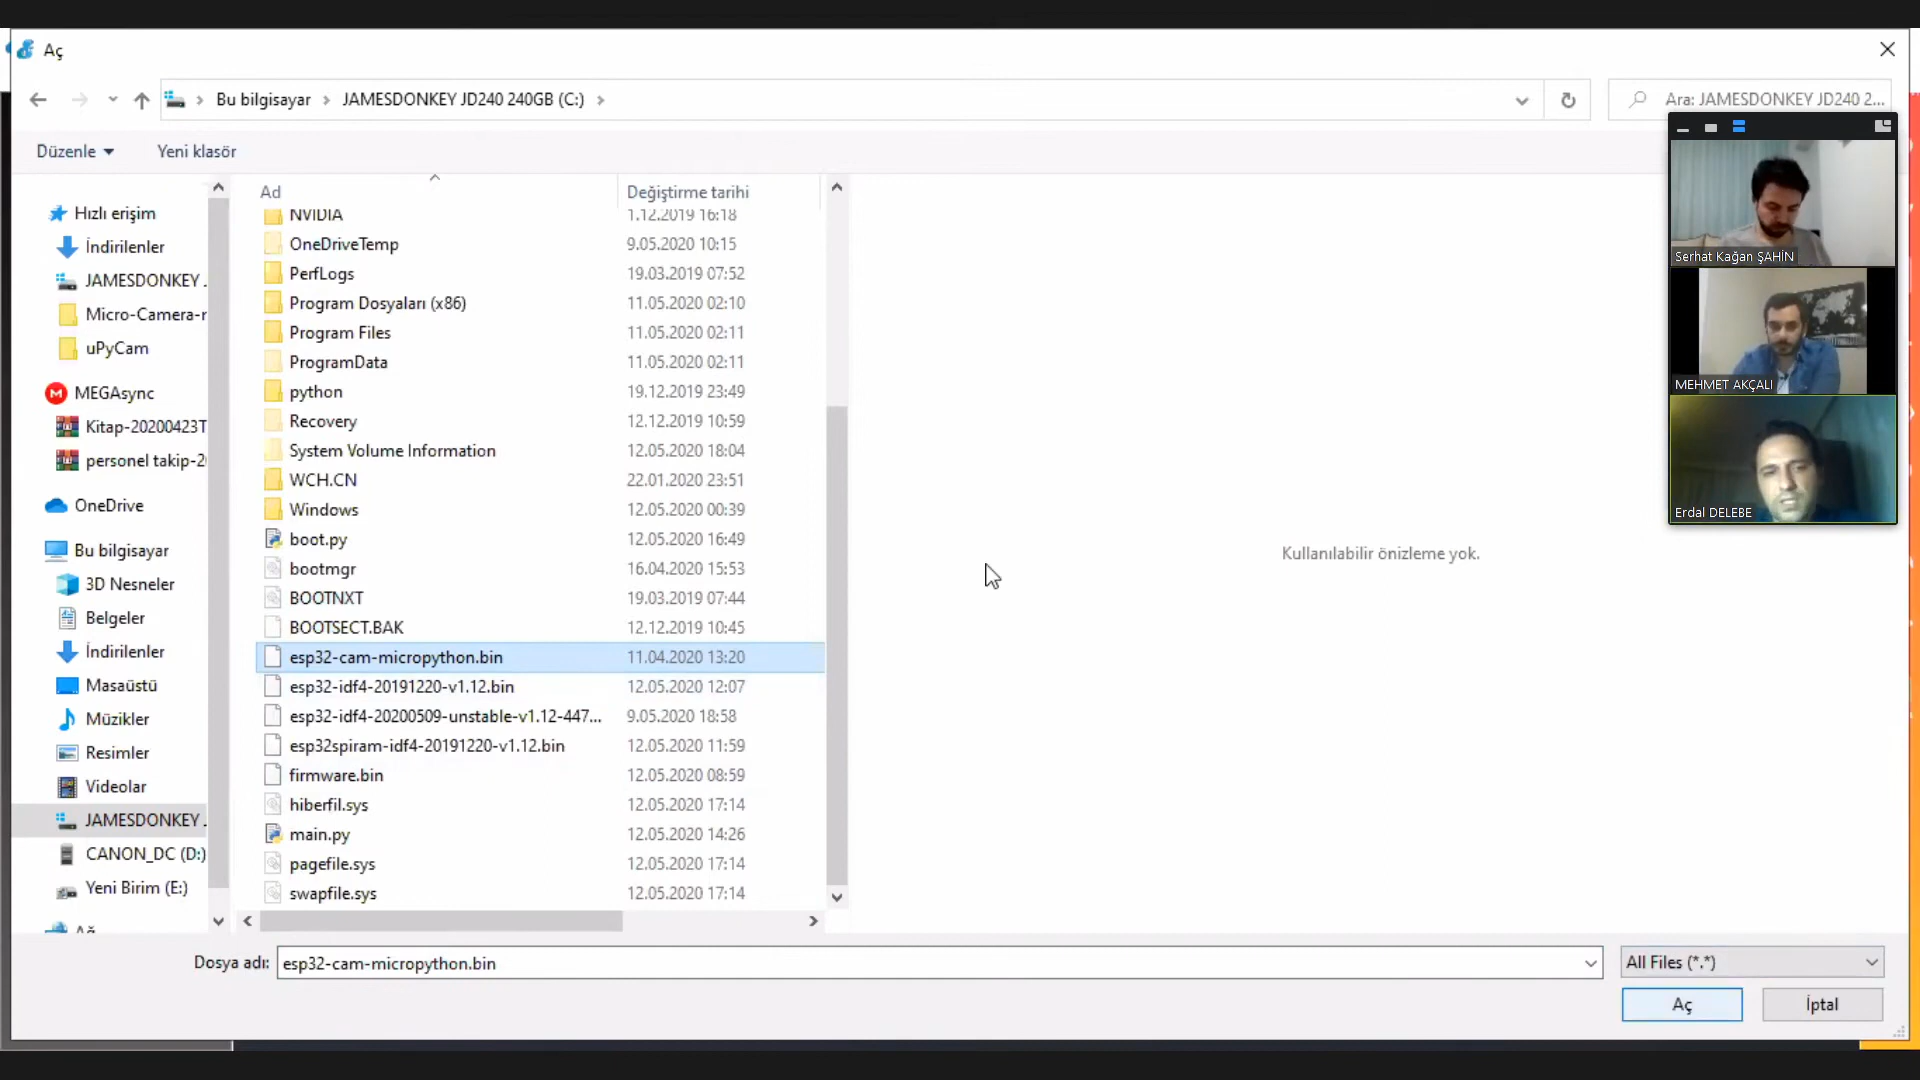 Aç
Bu bilgisayar
JAMESDONKEY JD240 240GB (C:)
Ara: JAMESDONKEY JD240 2...
Düzenle
Yeni klasör
Hızlı erişim
İndirilenler
JAMESDONKEY .
Micro-Camera-r
uPyCam
MEGAsync
Kitap-20200423T
personel takip-2
OneDrive
Bu bilgisayar
3D Nesneler
Belgeler
İndirilenler
Masaüstü
Müzikler
Resimler
Videolar
JAMESDONKEY .
CANON_DC (D:)
Yeni Birim (E:)
Ağ
Ad Değiştirme tarihi
NVIDIA 1.12.2019 16:18
OneDriveTemp 9.05.2020 10:15
PerfLogs 19.03.2019 07:52
Program Dosyaları (x86) 11.05.2020 02:10
Program Files 11.05.2020 02:11
ProgramData 11.05.2020 02:11
python 19.12.2019 23:49
Recovery 12.12.2019 10:59
System Volume Information 12.05.2020 18:04
WCH.CN 22.01.2020 23:51
Windows 12.05.2020 00:39
boot.py 12.05.2020 16:49
bootmgr 16.04.2020 15:53
BOOTNXT 19.03.2019 07:44
BOOTSECT.BAK 12.12.2019 10:45
esp32-cam-micropython.bin 11.04.2020 13:20
esp32-idf4-20191220-v1.12.bin 12.05.2020 12:07
esp32-idf4-20200509-unstable-v1.12-447... 9.05.2020 18:58
esp32spiram-idf4-20191220-v1.12.bin 12.05.2020 11:59
firmware.bin 12.05.2020 08:59
hiberfil.sys 12.05.2020 17:14
main.py 12.05.2020 14:26
pagefile.sys 12.05.2020 17:14
swapfile.sys 12.05.2020 17:14
Kullanılabilir önizleme yok.
Serhat Kağan ŞAHİN
MEHMET AKÇALI
Erdal DELEBE
Dosya adı: esp32-cam-micropython.bin
All Files (*.*)
Aç
İptal